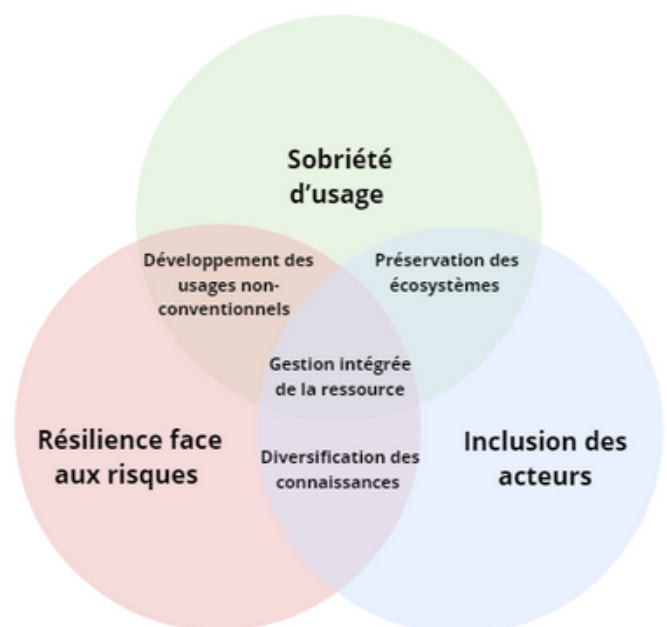 Sobriété
d’usage
Développement des
usages non-
conventionnels
Préservation des
écosystèmes
Gestion intégrée
de la ressource
Résilience face
aux risques
Inclusion des
acteurs
Diversification des
connaissances